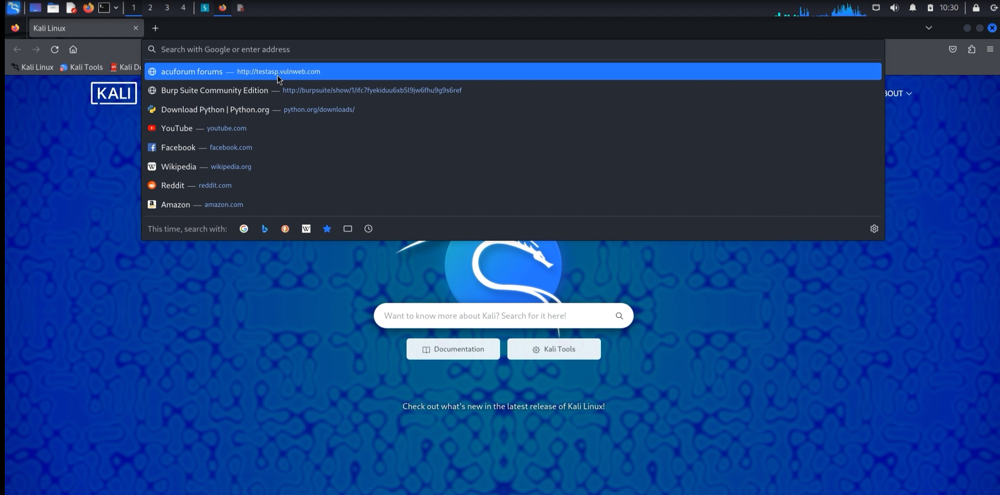 1 2 3 4 10:30
Kali Linux
Search with Google or enter address
Kali Linux Kali Tools Kali Do
acuforum forums — http://testasp.vulnweb.com
Burp Suite Community Edition — http://burpsuite/show/1/ifc7fyekiduu6xb5l9jw6fhu9g9s6ref
KALI
BOUT
Download Python | Python.org — python.org/downloads/
YouTube — youtube.com
Facebook — facebook.com
Wikipedia — wikipedia.org
Reddit — reddit.com
Amazon — amazon.com
This time, search with:
Want to know more about Kali? Search for it here!
Documentation Kali Tools
Check out what's new in the latest release of Kali Linux!